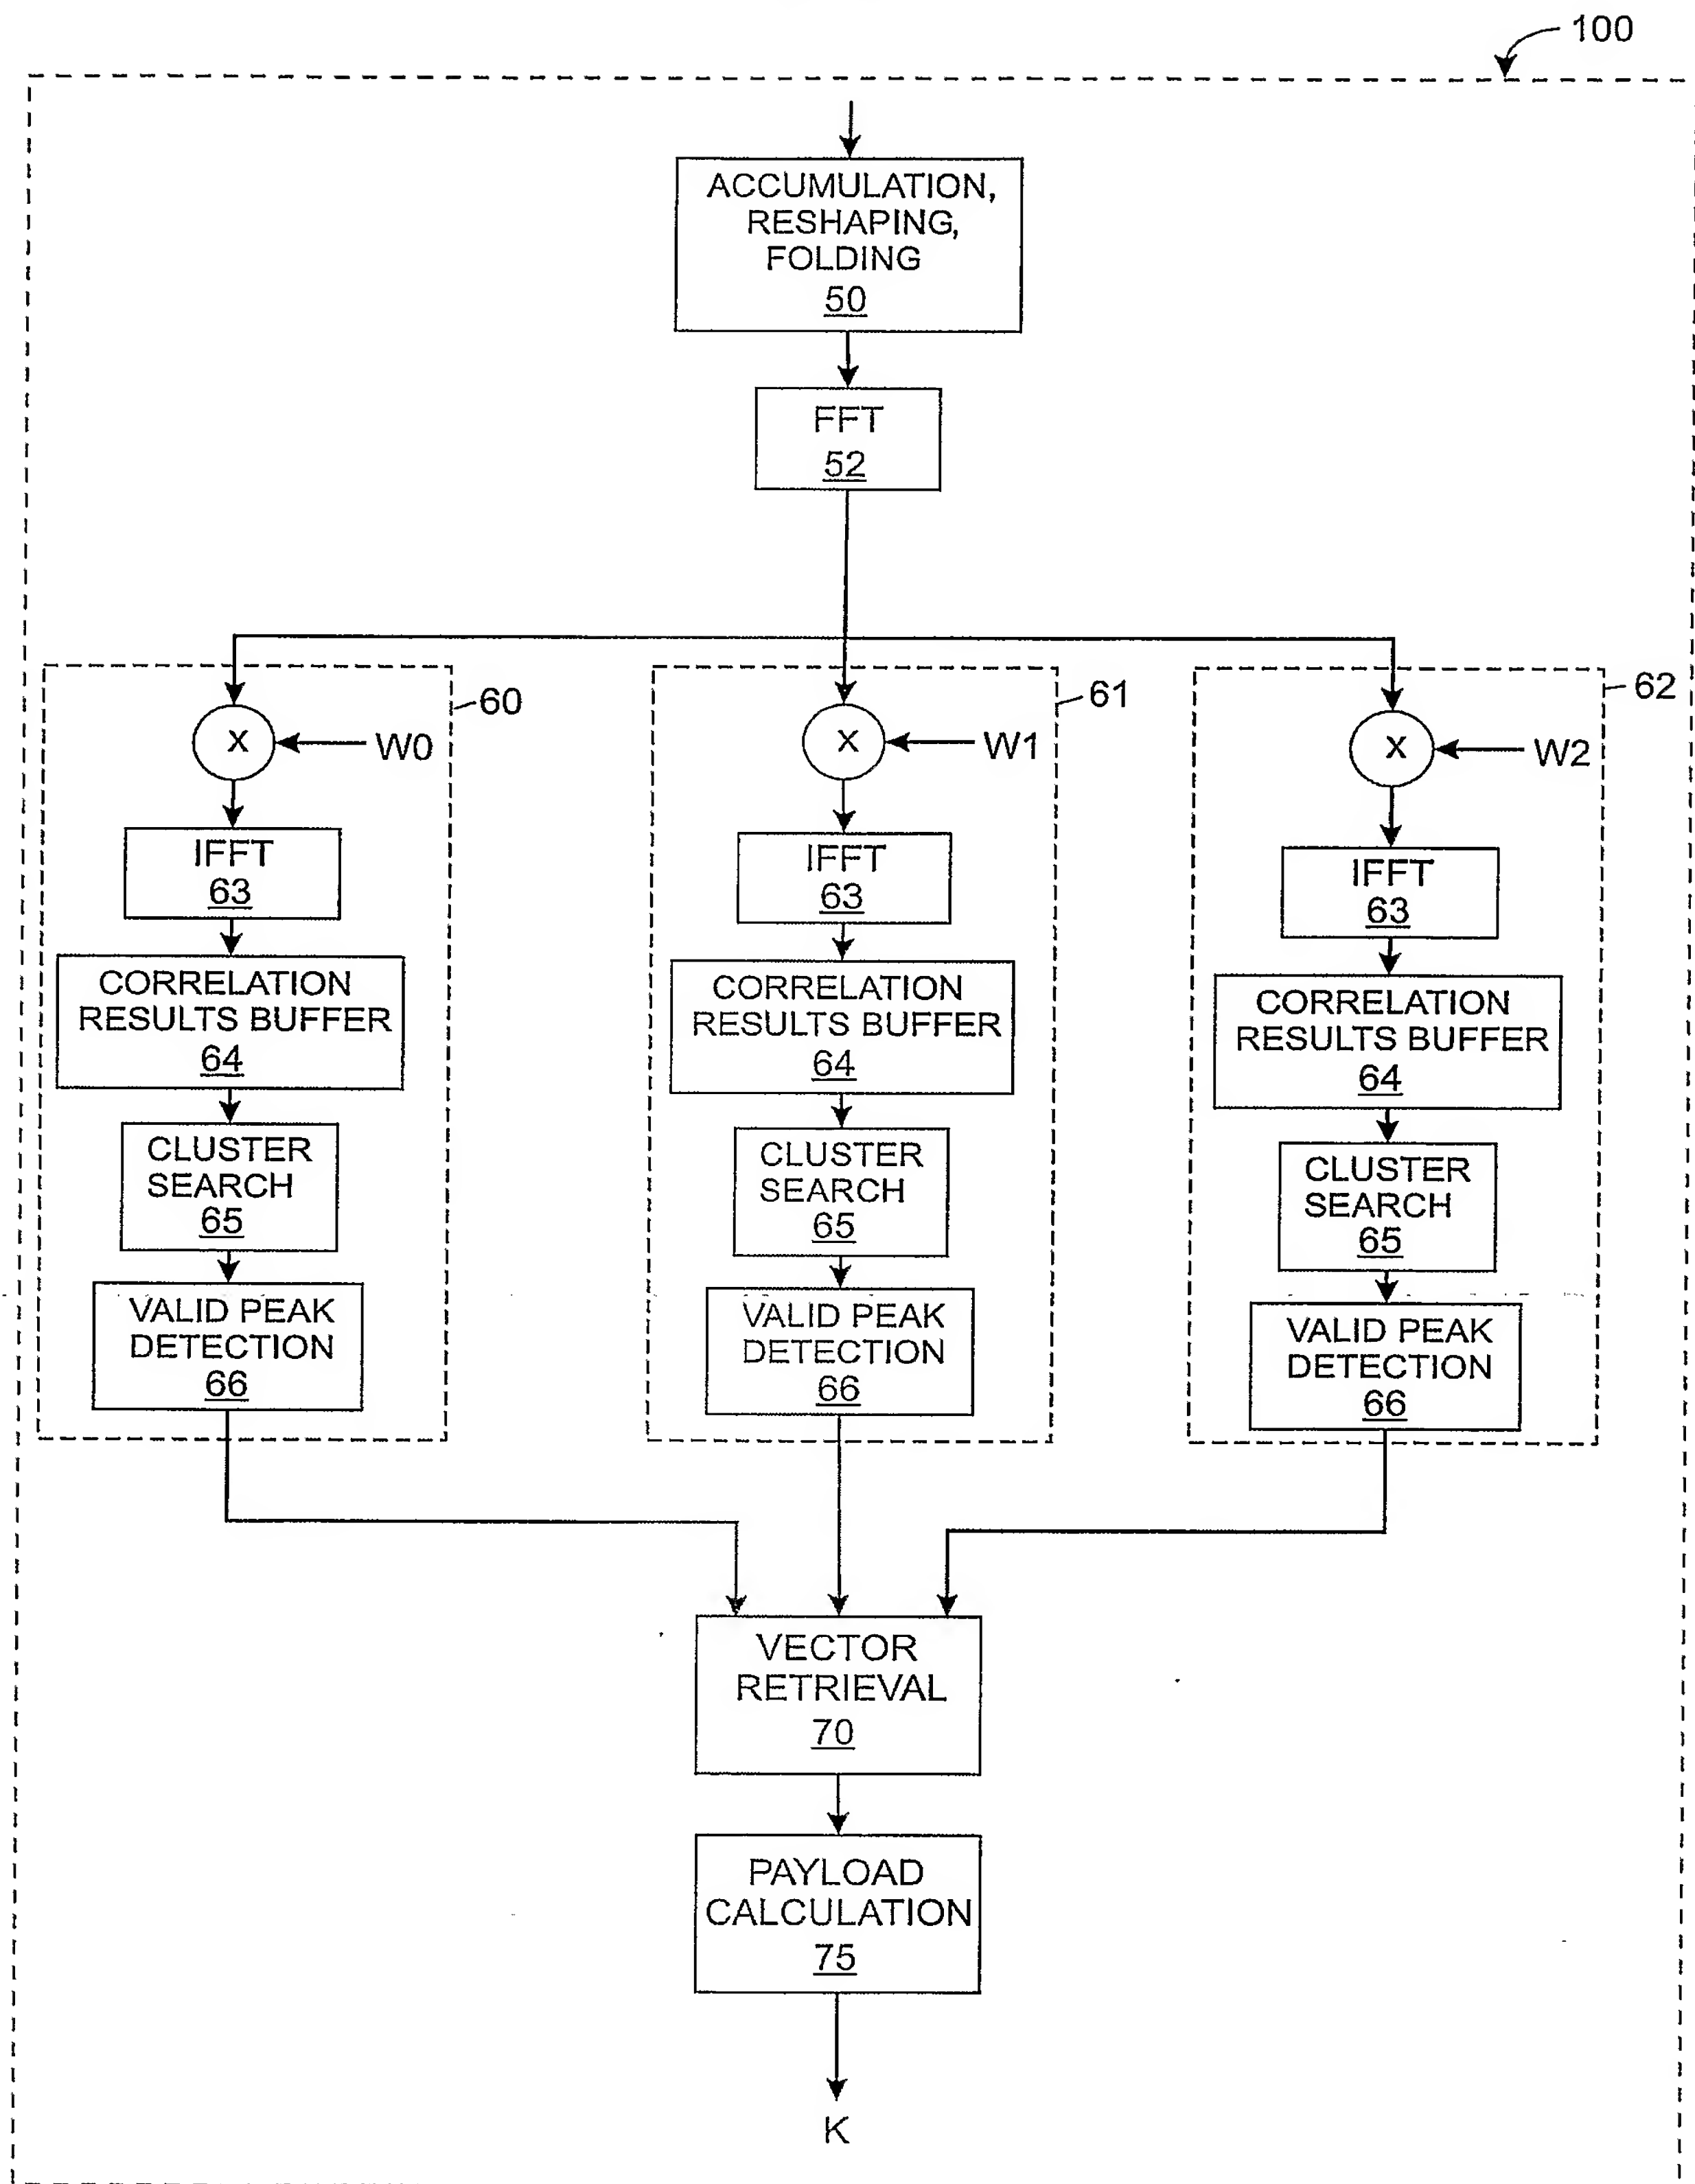 100
ACCUMULATION,
RESHAPING,
FOLDING
50
FFT
52
60
X
W0
IFFT
63
CORRELATION
RESULTS BUFFER
64
CLUSTER
SEARCH
65
VALID PEAK
DETECTION
66
61
X
W1
IFFT
63
CORRELATION
RESULTS BUFFER
64
CLUSTER
SEARCH
65
VALID PEAK
DETECTION
66
62
X
W2
IFFT
63
CORRELATION
RESULTS BUFFER
64
CLUSTER
SEARCH
65
VALID PEAK
DETECTION
66
VECTOR
RETRIEVAL
70
PAYLOAD
CALCULATION
75
K